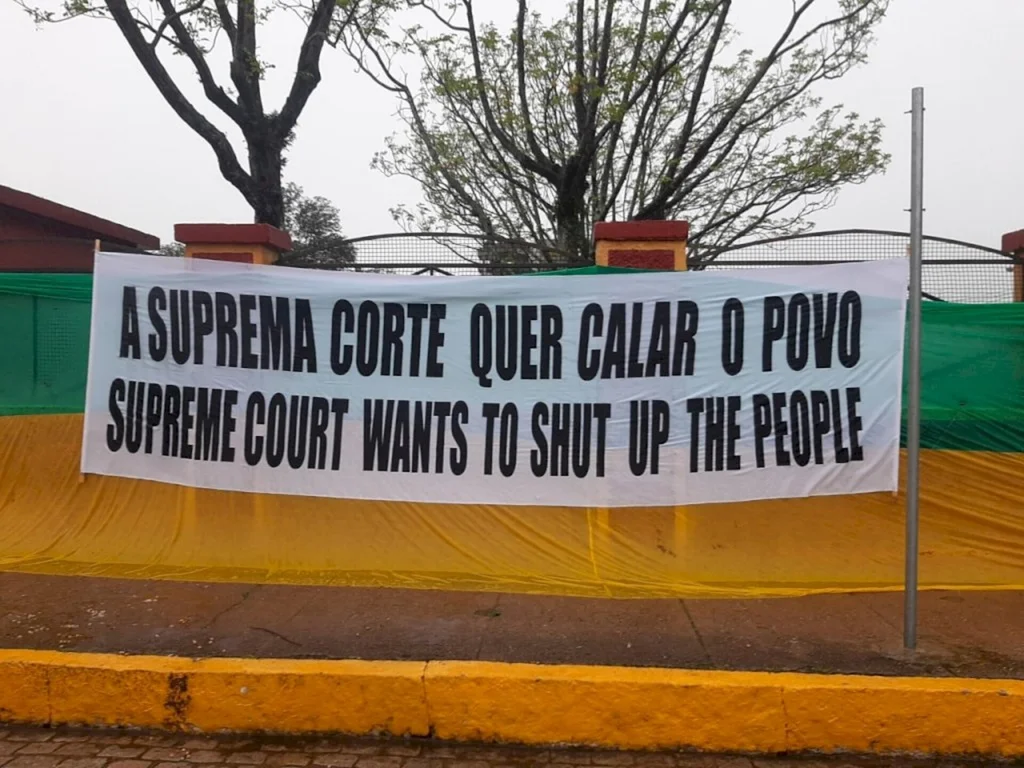 A SUPREMA CORTE QUER CALAR O POVO
SUPREME COURT WANTS TO SHUT UP THE PEOPLE